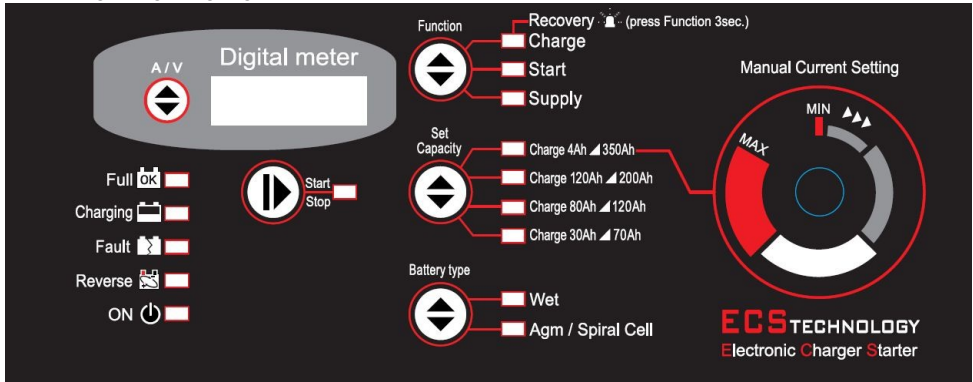 A / V
Digital meter
Full OK
Charging
Fault
Reverse
ON
Start
Stop
Function
Recovery (press Function 3sec.)
Charge
Start
Supply
Set
Capacity
Charge 4Ah ◢ 350Ah
Charge 120Ah ◢ 200Ah
Charge 80Ah ◢ 120Ah
Charge 30Ah ◢ 70Ah
Battery type
Wet
Agm / Spiral Cell
Manual Current Setting
MIN
MAX
ECS TECHNOLOGY
Electronic Charger Starter